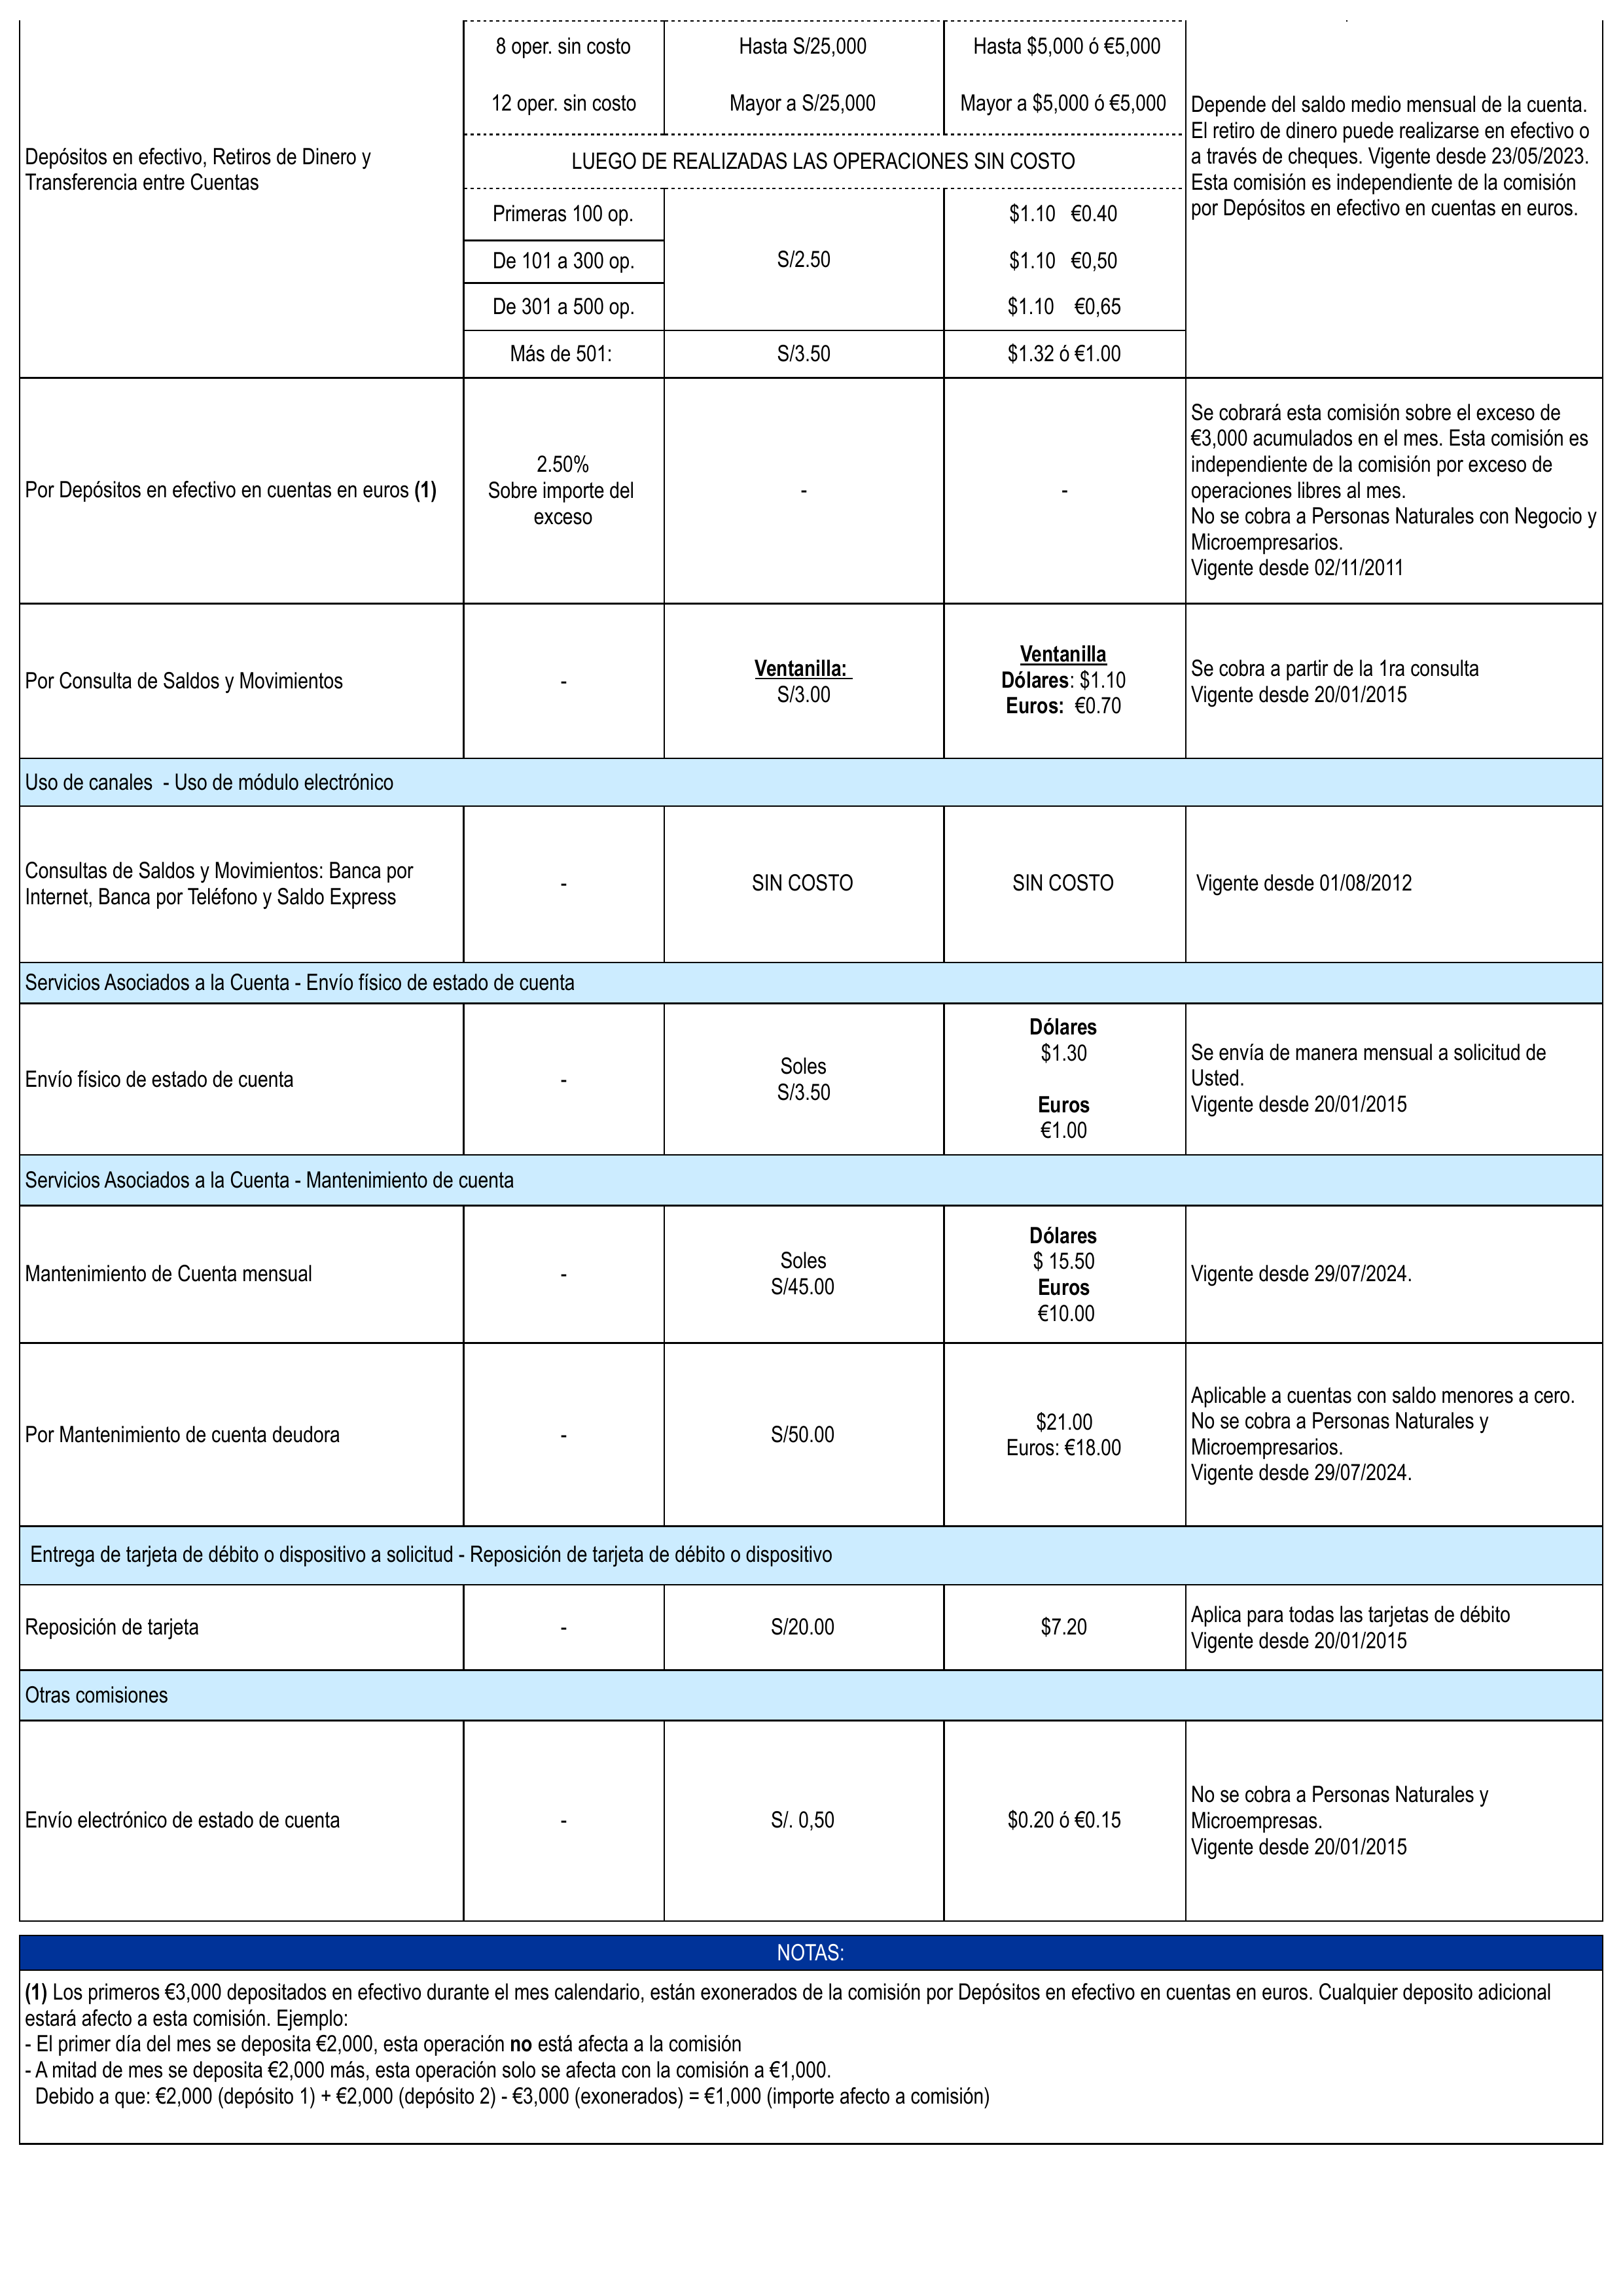 8 oper. sin costo Hasta S/25,000 Hasta $5,000 ó €5,000
12 oper. sin costo Mayor a S/25,000 Mayor a $5,000 ó €5,000
Depósitos en efectivo, Retiros de Dinero y
Transferencia entre Cuentas
LUEGO DE REALIZADAS LAS OPERACIONES SIN COSTO
Primeras 100 op. $1.10 €0.40
De 101 a 300 op. S/2.50 $1.10 €0,50
De 301 a 500 op. $1.10 €0,65
Más de 501: S/3.50 $1.32 ó €1.00
Depende del saldo medio mensual de la cuenta.
El retiro de dinero puede realizarse en efectivo o
a través de cheques. Vigente desde 23/05/2023.
Esta comisión es independiente de la comisión
por Depósitos en efectivo en cuentas en euros.
Por Depósitos en efectivo en cuentas en euros (1)
2.50%
Sobre importe del
exceso
- -
Se cobrará esta comisión sobre el exceso de
€3,000 acumulados en el mes. Esta comisión es
independiente de la comisión por exceso de
operaciones libres al mes.
No se cobra a Personas Naturales con Negocio y
Microempresarios.
Vigente desde 02/11/2011
Por Consulta de Saldos y Movimientos
-
Ventanilla:
S/3.00
Ventanilla
Dólares: $1.10
Euros: €0.70
Se cobra a partir de la 1ra consulta
Vigente desde 20/01/2015
Uso de canales - Uso de módulo electrónico
Consultas de Saldos y Movimientos: Banca por
Internet, Banca por Teléfono y Saldo Express
- SIN COSTO SIN COSTO Vigente desde 01/08/2012
Servicios Asociados a la Cuenta - Envío físico de estado de cuenta
Envío físico de estado de cuenta
-
Soles
S/3.50
Dólares
$1.30
Euros
€1.00
Se envía de manera mensual a solicitud de
Usted.
Vigente desde 20/01/2015
Servicios Asociados a la Cuenta - Mantenimiento de cuenta
Mantenimiento de Cuenta mensual
-
Soles
S/45.00
Dólares
$ 15.50
Euros
€10.00
Vigente desde 29/07/2024.
Por Mantenimiento de cuenta deudora
-
S/50.00
$21.00
Euros: €18.00
Aplicable a cuentas con saldo menores a cero.
No se cobra a Personas Naturales y
Microempresarios.
Vigente desde 29/07/2024.
Entrega de tarjeta de débito o dispositivo a solicitud - Reposición de tarjeta de débito o dispositivo
Reposición de tarjeta - S/20.00 $7.20
Aplica para todas las tarjetas de débito
Vigente desde 20/01/2015
Otras comisiones
Envío electrónico de estado de cuenta - S/. 0,50 $0.20 ó €0.15
No se cobra a Personas Naturales y
Microempresas.
Vigente desde 20/01/2015
NOTAS:
(1) Los primeros €3,000 depositados en efectivo durante el mes calendario, están exonerados de la comisión por Depósitos en efectivo en cuentas en euros. Cualquier deposito adicional
estará afecto a esta comisión. Ejemplo:
- El primer día del mes se deposita €2,000, esta operación no está afecta a la comisión
- A mitad de mes se deposita €2,000 más, esta operación solo se afecta con la comisión a €1,000.
Debido a que: €2,000 (depósito 1) + €2,000 (depósito 2) - €3,000 (exonerados) = €1,000 (importe afecto a comisión)